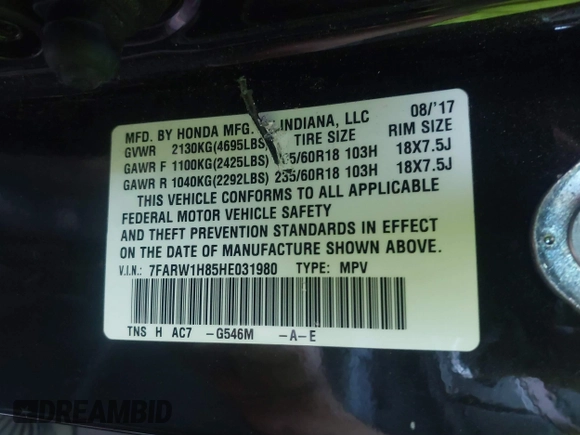 MFD. BY HONDA MFG. INDIANA, LLC 08/'17
GVWR 2130KG(4695LBS) TIRE SIZE RIM SIZE
GAWR F 1100KG(2425LBS) 235/60R18 103H 18X7.5J
GAWR R 1040KG(2292LBS) 235/60R18 103H 18X7.5J
THIS VEHICLE CONFORMS TO ALL APPLICABLE
FEDERAL MOTOR VEHICLE SAFETY
AND THEFT PREVENTION STANDARDS IN EFFECT
ON THE DATE OF MANUFACTURE SHOWN ABOVE.
V.I.N.: 7FARW1H85HE031980 TYPE: MPV
TNS H AC7 -G546M -A-E
DREAMBID